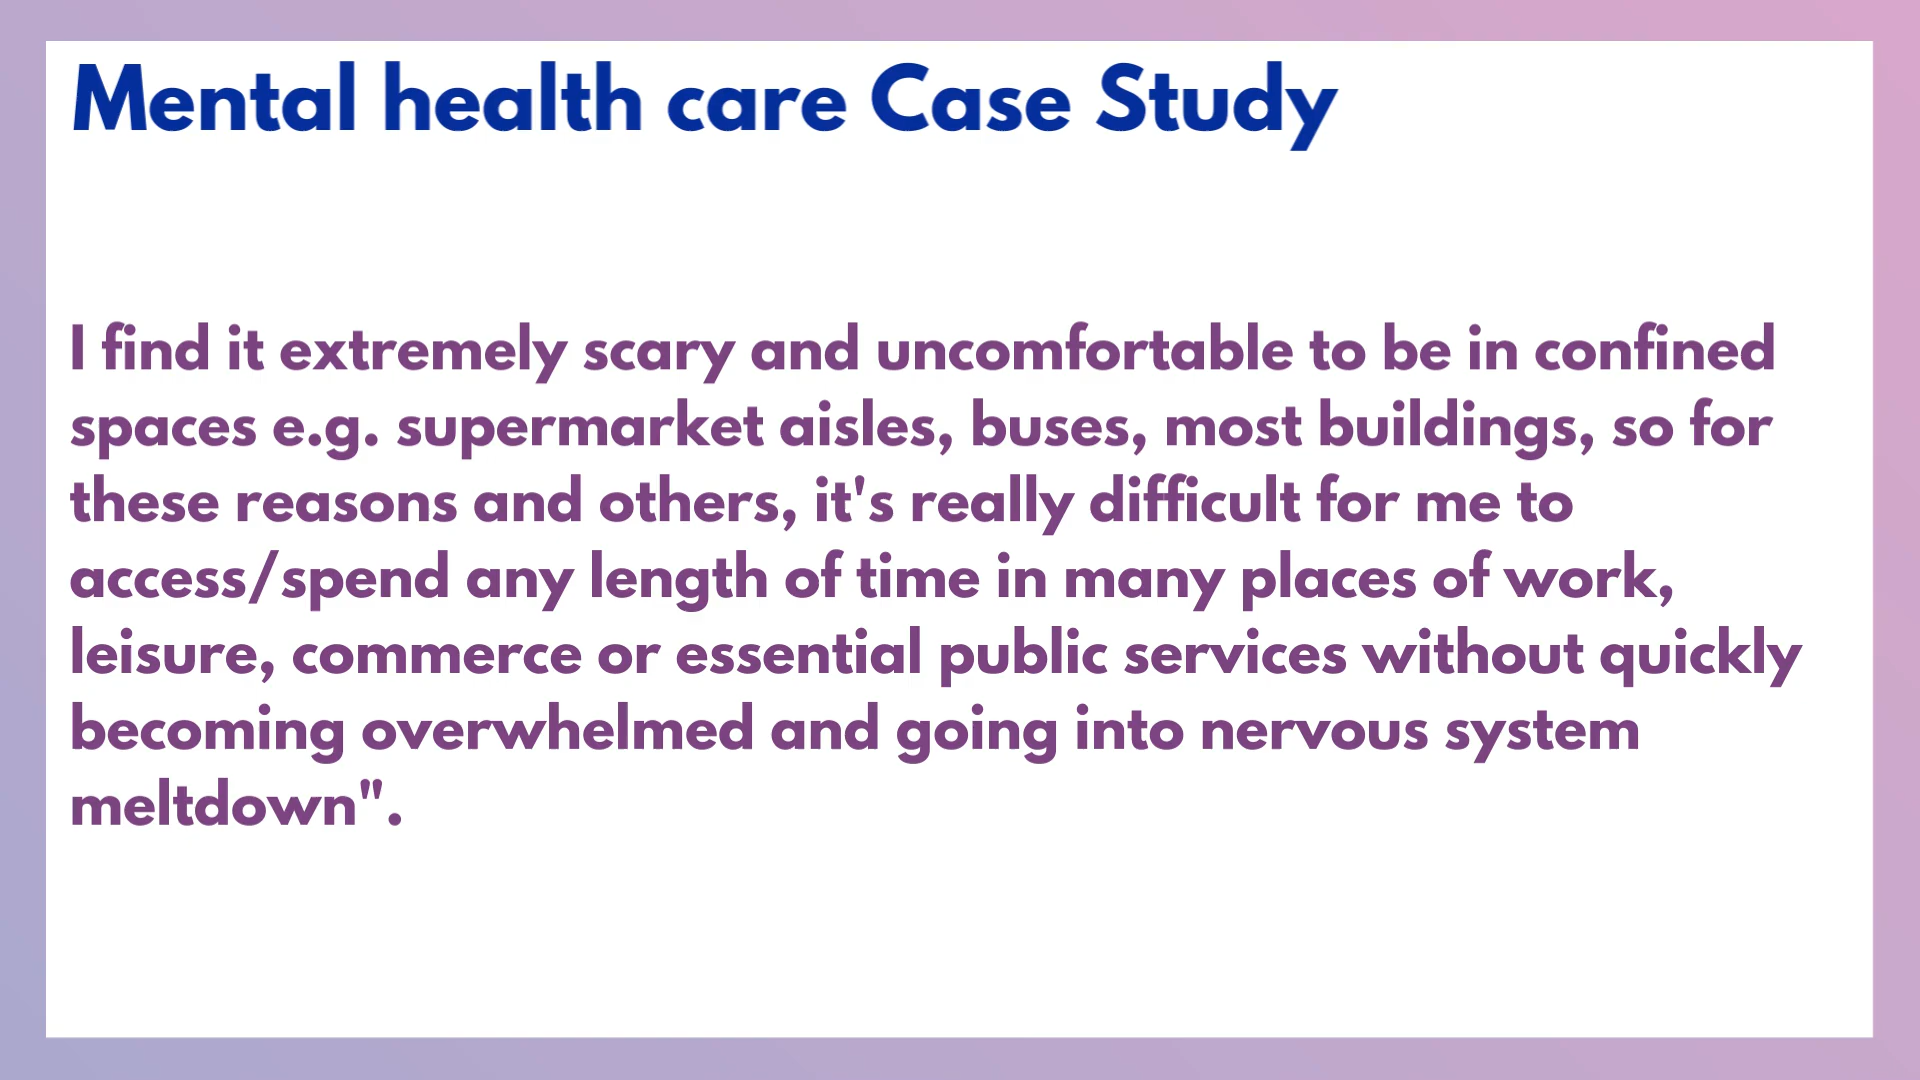 Mental health care Case Study
I find it extremely scary and uncomfortable to be in confined
spaces e.g. supermarket aisles, buses, most buildings, so for
these reasons and others, it's really difficult for me to
access/spend any length of time in many places of work,
leisure, commerce or essential public services without quickly
becoming overwhelmed and going into nervous system
meltdown".